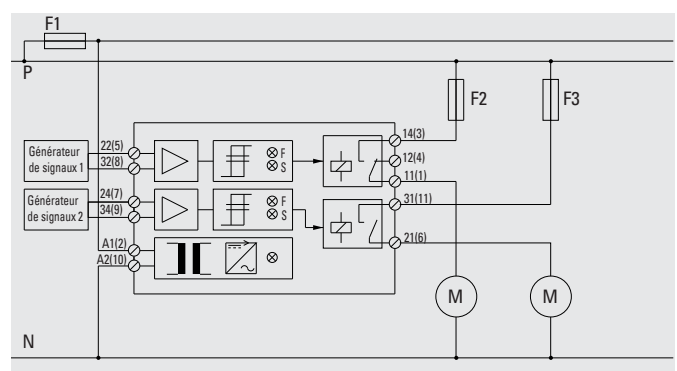 F1
P
F2
F3
Générateur
de signaux 1
22(5)
32(8)
F
S
14(3)
12(4)
11(1)
Générateur
de signaux 2
24(7)
34(9)
F
S
31(11)
21(6)
A1(2)
A2(10)
M
M
N